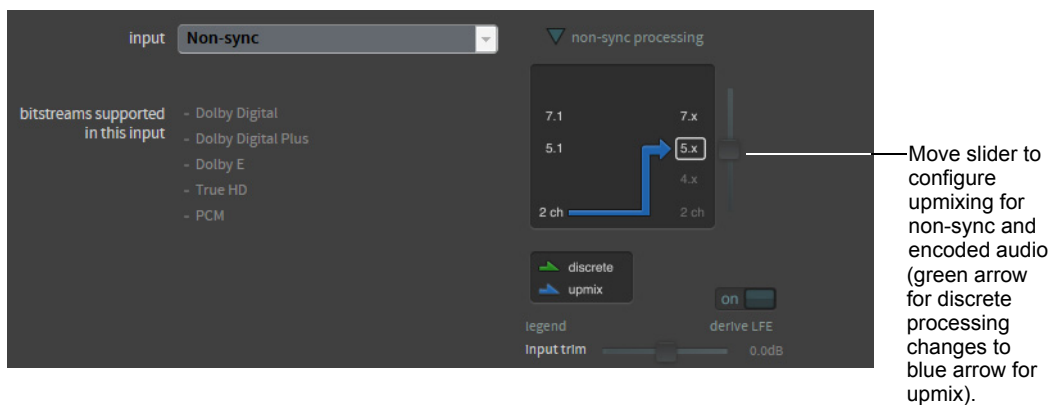 input Non-sync
non-sync processing
bitstreams supported
in this input
- Dolby Digital
- Dolby Digital Plus
- Dolby E
- True HD
- PCM
7.1 7.x
5.1 5.x
4.x
2 ch 2 ch
discrete
upmix
on
legend derive LFE
Input trim 0.0dB
Move slider to
configure
upmixing for
non-sync and
encoded audio
(green arrow
for discrete
processing
changes to
blue arrow for
upmix).